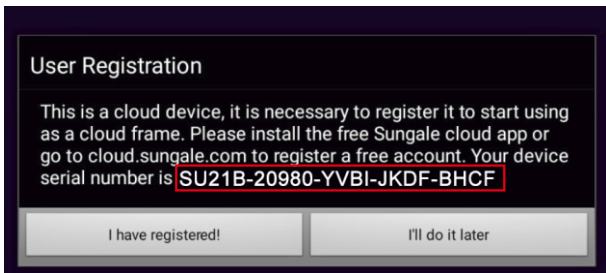 User Registration
This is a cloud device, it is necessary to register it to start using
as a cloud frame. Please install the free Sungale cloud app or
go to cloud.sungale.com to register a free account. Your device
serial number is SU21B-20980-YVBI-JKDF-BHCF
I have registered!
I'll do it later